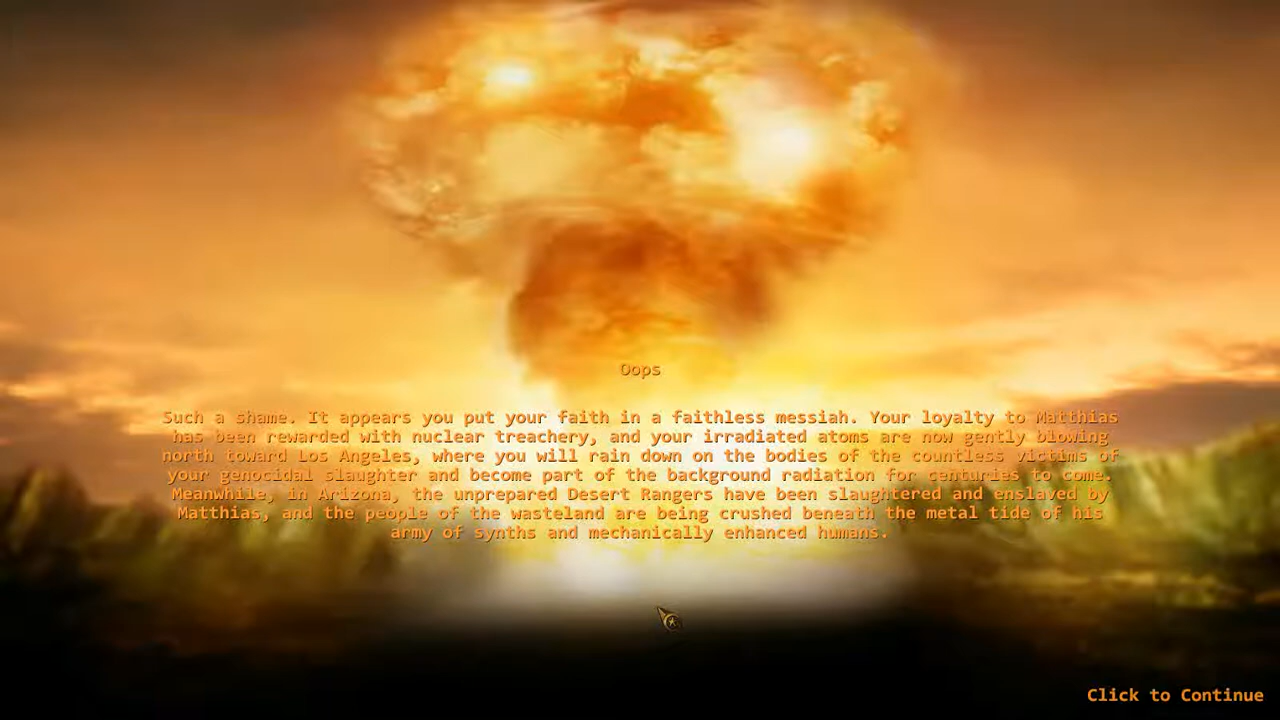 Oops
Such a shame. It appears you put your faith in a faithless messiah. Your loyalty to Matthias
has been rewarded with nuclear treachery, and your irradiated atoms are now gently blowing
north toward Los Angeles, where you will rain down on the bodies of the countless victims of
your genocidal slaughter and become part of the background radiation for centuries to come.
Meanwhile, in Arizona, the unprepared Desert Rangers have been slaughtered and enslaved by
Matthias, and the people of the wasteland are being crushed beneath the metal tide of his
army of synths and mechanically enhanced humans.
Click to Continue